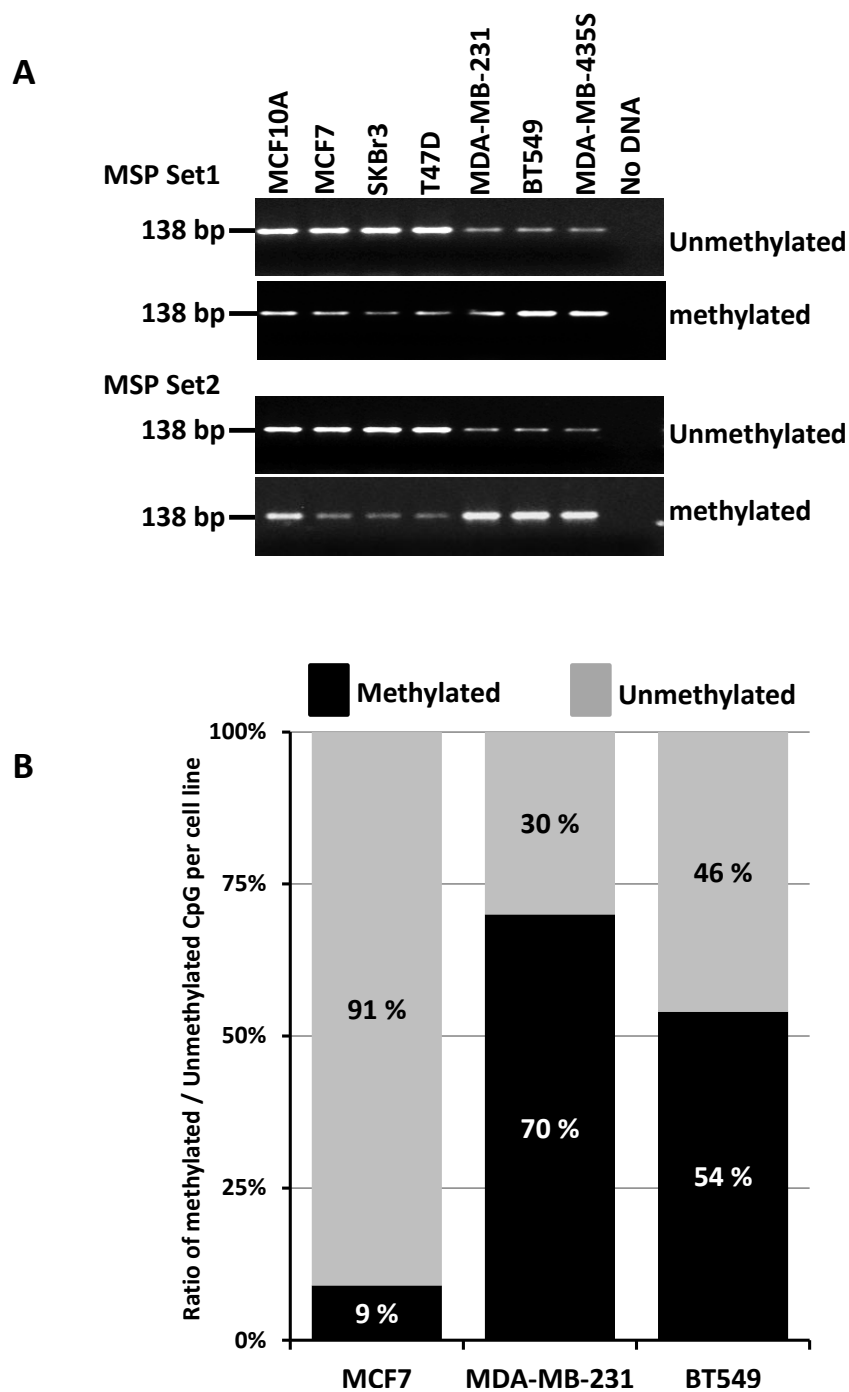 A
MCF10A
MCF7
SKBr3
T47D
MDA-MB-231
BT549
MDA-MB-435S
No DNA
MSP Set1
138 bp
Unmethylated
138 bp
methylated
MSP Set2
138 bp
Unmethylated
138 bp
methylated
B
Methylated
Unmethylated
Ratio of methylated / Unmethylated CpG per cell line
100%
75%
50%
25%
0%
91 %
9 %
30 %
70 %
46 %
54 %
MCF7
MDA-MB-231
BT549